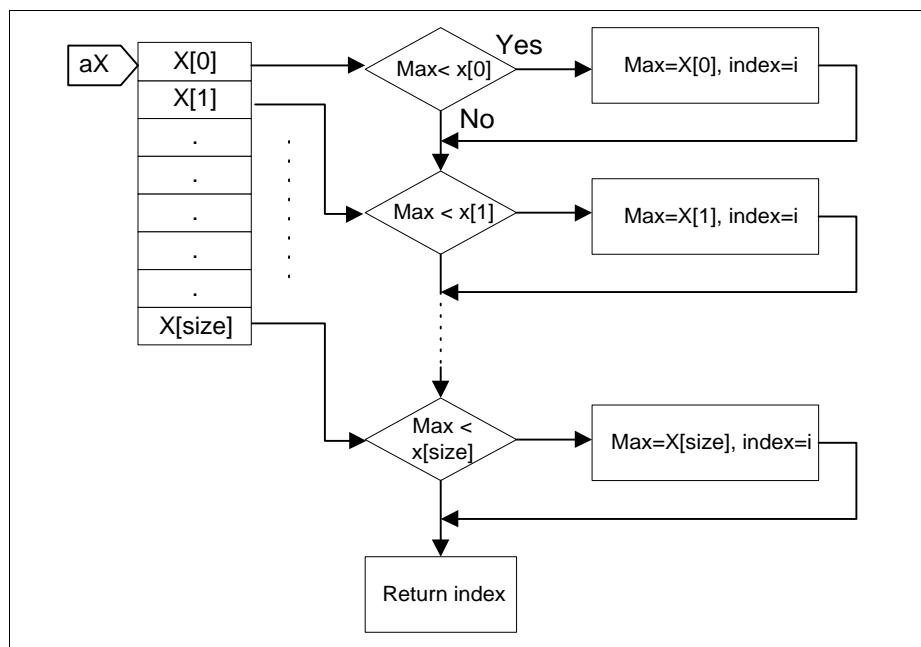 aX
X[0]
X[1]
.
.
.
.
.
X[size]
Max< x[0]
Yes
Max=X[0], index=i
No
Max < x[1]
Max=X[1], index=i
Max <
x[size]
Max=X[size], index=i
Return index